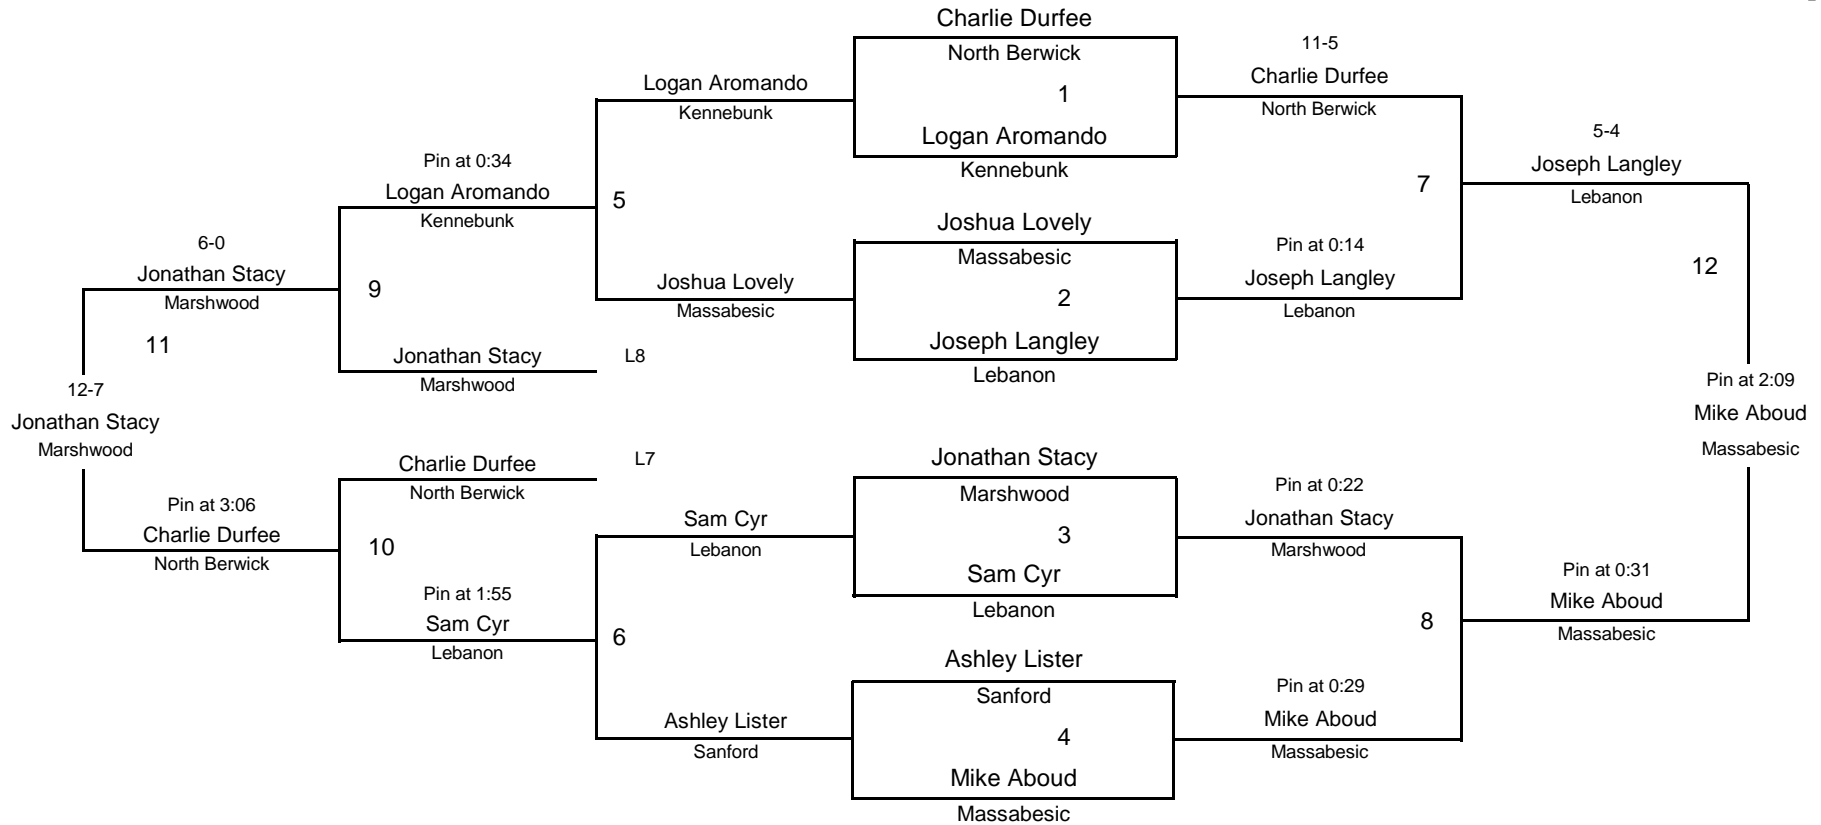 Charlie Durfee
North Berwick
1
Logan Aromando
Kennebunk
Joshua Lovely
Massabesic
2
Joseph Langley
Lebanon
Jonathan Stacy
Marshwood
3
Sam Cyr
Lebanon
Ashley Lister
Sanford
4
Mike Aboud
Massabesic
11-5
Charlie Durfee
North Berwick
7
Pin at 0:14
Joseph Langley
Lebanon
Pin at 0:22
Jonathan Stacy
Marshwood
8
Pin at 0:29
Mike Aboud
Massabesic
5-4
Joseph Langley
Lebanon
12
Pin at 0:31
Mike Aboud
Massabesic
Pin at 2:09
Mike Aboud
Massabesic
Logan Aromando
Kennebunk
5
Joshua Lovely
Massabesic
Sam Cyr
Lebanon
6
Ashley Lister
Sanford
Pin at 0:34
Logan Aromando
Kennebunk
9
Jonathan Stacy
L8
Marshwood
Charlie Durfee
L7
North Berwick
10
Pin at 1:55
Sam Cyr
Lebanon
6-0
Jonathan Stacy
Marshwood
11
Pin at 3:06
Charlie Durfee
North Berwick
12-7
Jonathan Stacy
Marshwood